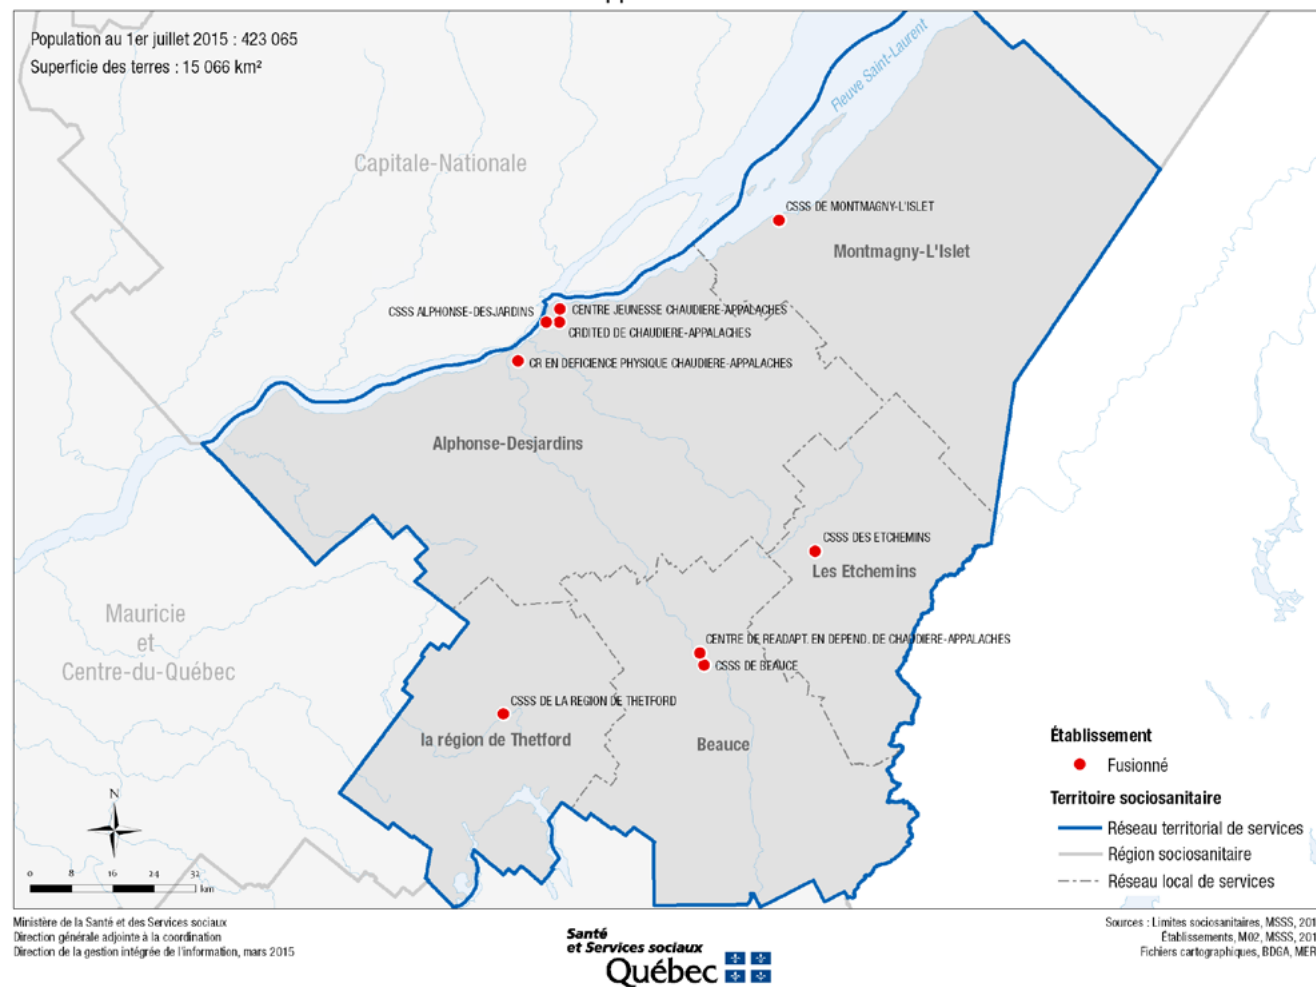 Population au 1er juillet 2015 : 423 065
Superficie des terres : 15 066 km²
Fleuve Saint-Laurent
Capitale-Nationale
CSSS DE MONTMAGNY-L'ISLET
Montmagny-L'Islet
CSSS ALPHONSE-DESJARDINS
CENTRE JEUNESSE CHAUDIERE-APPALACHES
CRDITED DE CHAUDIERE-APPALACHES
CR EN DEFICIENCE PHYSIQUE CHAUDIERE-APPALACHES
Alphonse-Desjardins
CSSS DES ETCHEMINS
Les Etchemins
Mauricie
et
Centre-du-Québec
CENTRE DE READAPT. EN DEPEND. DE CHAUDIERE-APPALACHES
CSSS DE BEAUCE
CSSS DE LA REGION DE THETFORD
la région de Thetford
Beauce
Établissement
Fusionné
Territoire sociosanitaire
Réseau territorial de services
Région sociosanitaire
Réseau local de services
N
0 8 16 24 32
km
Ministère de la Santé et des Services sociaux
Direction générale adjointe à la coordination
Direction de la gestion intégrée de l'information, mars 2015
Santé
et Services sociaux
Québec
Sources : Limites sociosanitaires, MSSS, 201
Établissements, M02, MSSS, 201
Fichiers cartographiques, BDGA, MER